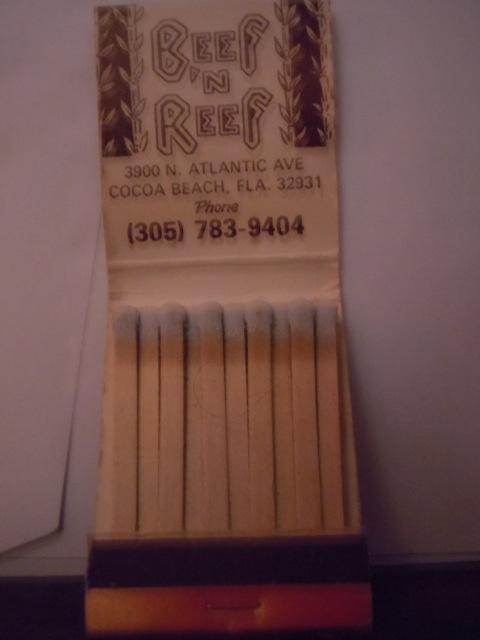 BEEF
'N
REEF
3900 N. ATLANTIC AVE
COCOA BEACH, FLA. 32931
Phone
(305) 783-9404